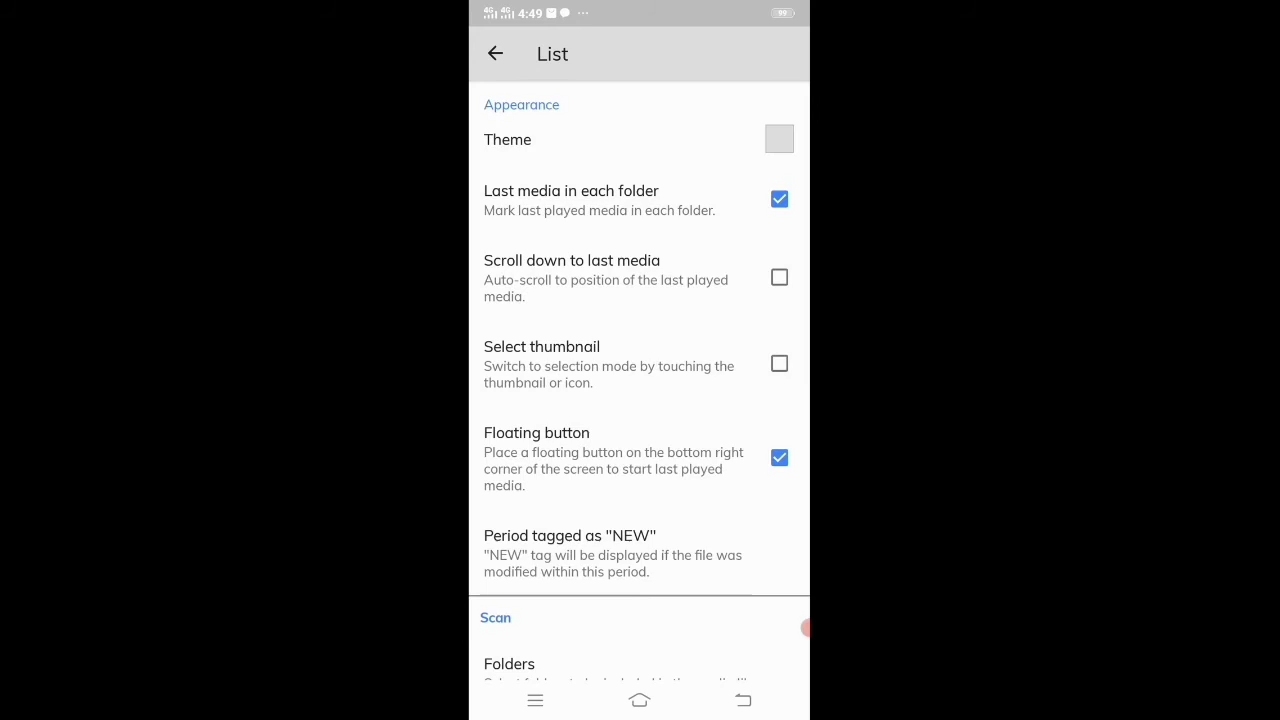 4G 4G 4:49 ... 99
List
Appearance
Theme
Last media in each folder
Mark last played media in each folder.
Scroll down to last media
Auto-scroll to position of the last played
media.
Select thumbnail
Switch to selection mode by touching the
thumbnail or icon.
Floating button
Place a floating button on the bottom right
corner of the screen to start last played
media.
Period tagged as "NEW"
"NEW" tag will be displayed if the file was
modified within this period.
Scan
Folders